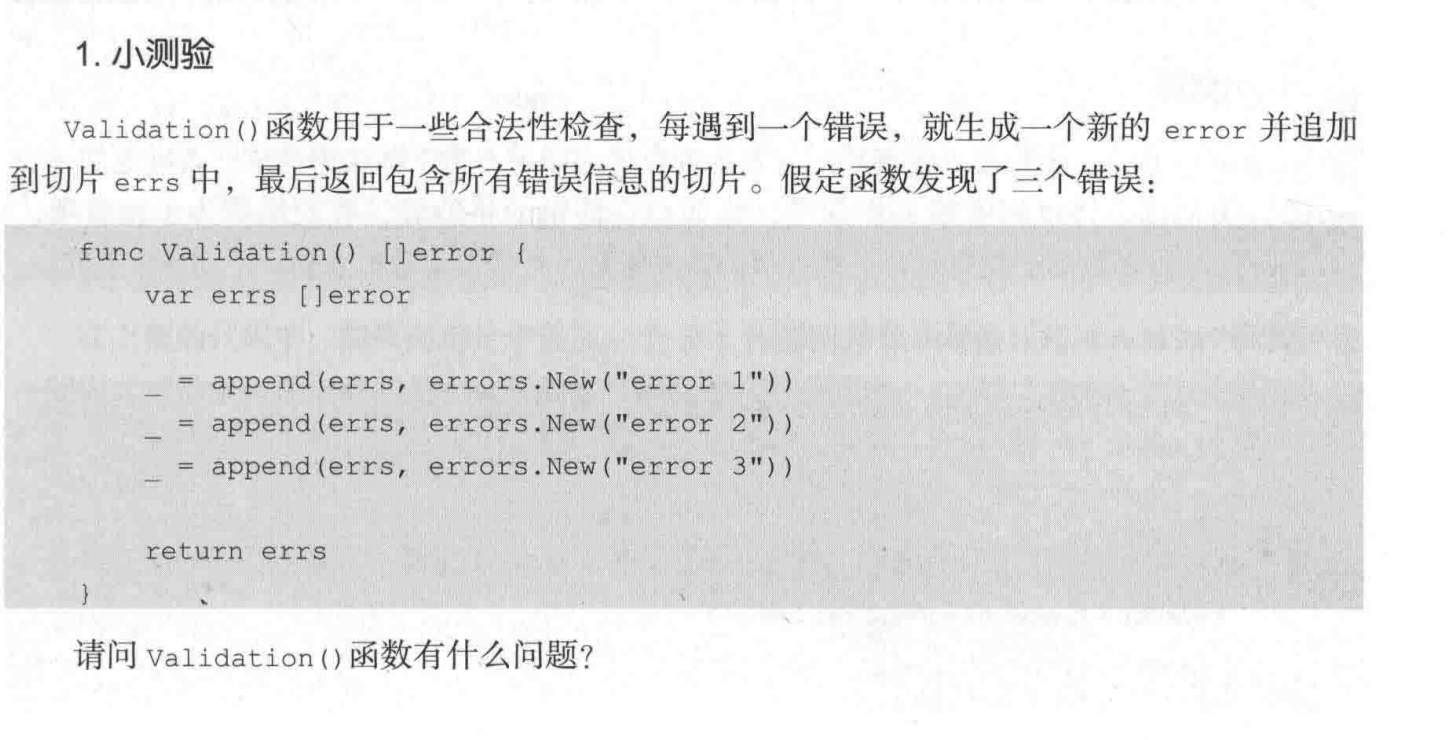 1. 小测验
Validation()函数用于一些合法性检查，每遇到一个错误，就生成一个新的 error 并追加
到切片 errs 中，最后返回包含所有错误信息的切片。假定函数发现了三个错误：
func Validation() []error {
    var errs []error
    _ = append(errs, errors.New("error 1"))
    _ = append(errs, errors.New("error 2"))
    _ = append(errs, errors.New("error 3"))
    return errs
}
请问 Validation()函数有什么问题?